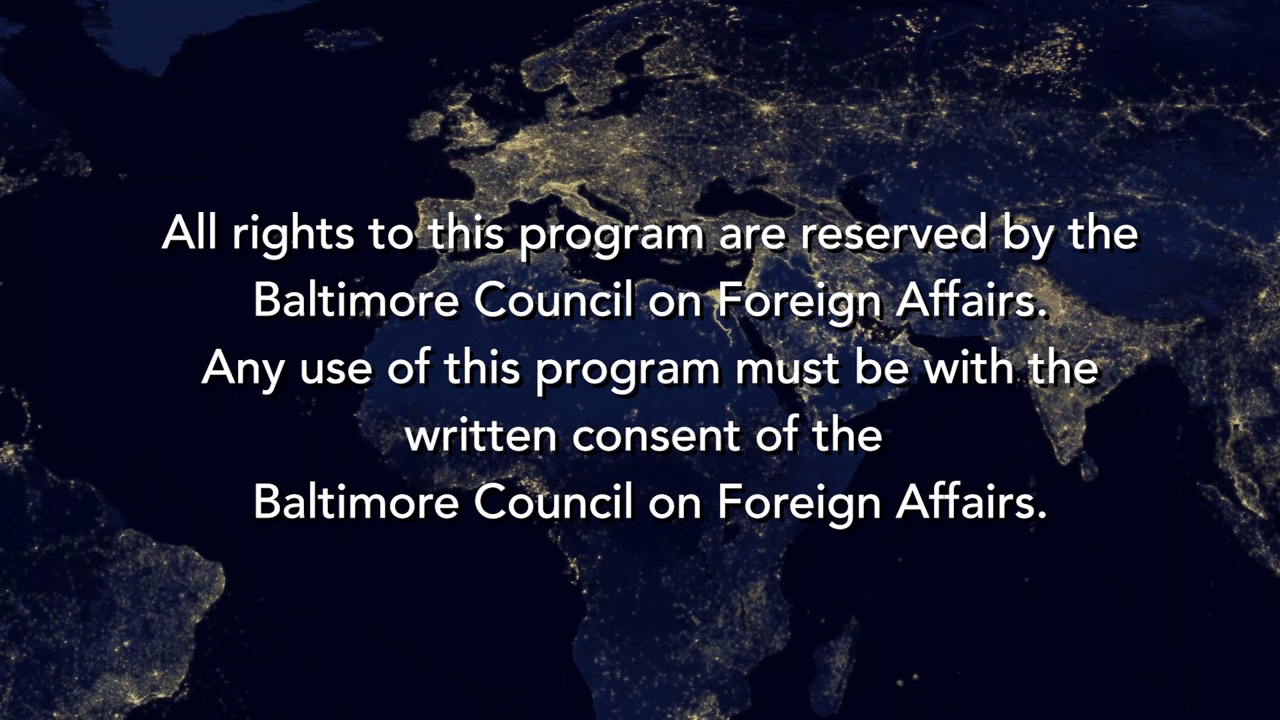 All rights to this program are reserved by the
Baltimore Council on Foreign Affairs.
Any use of this program must be with the
written consent of the
Baltimore Council on Foreign Affairs.